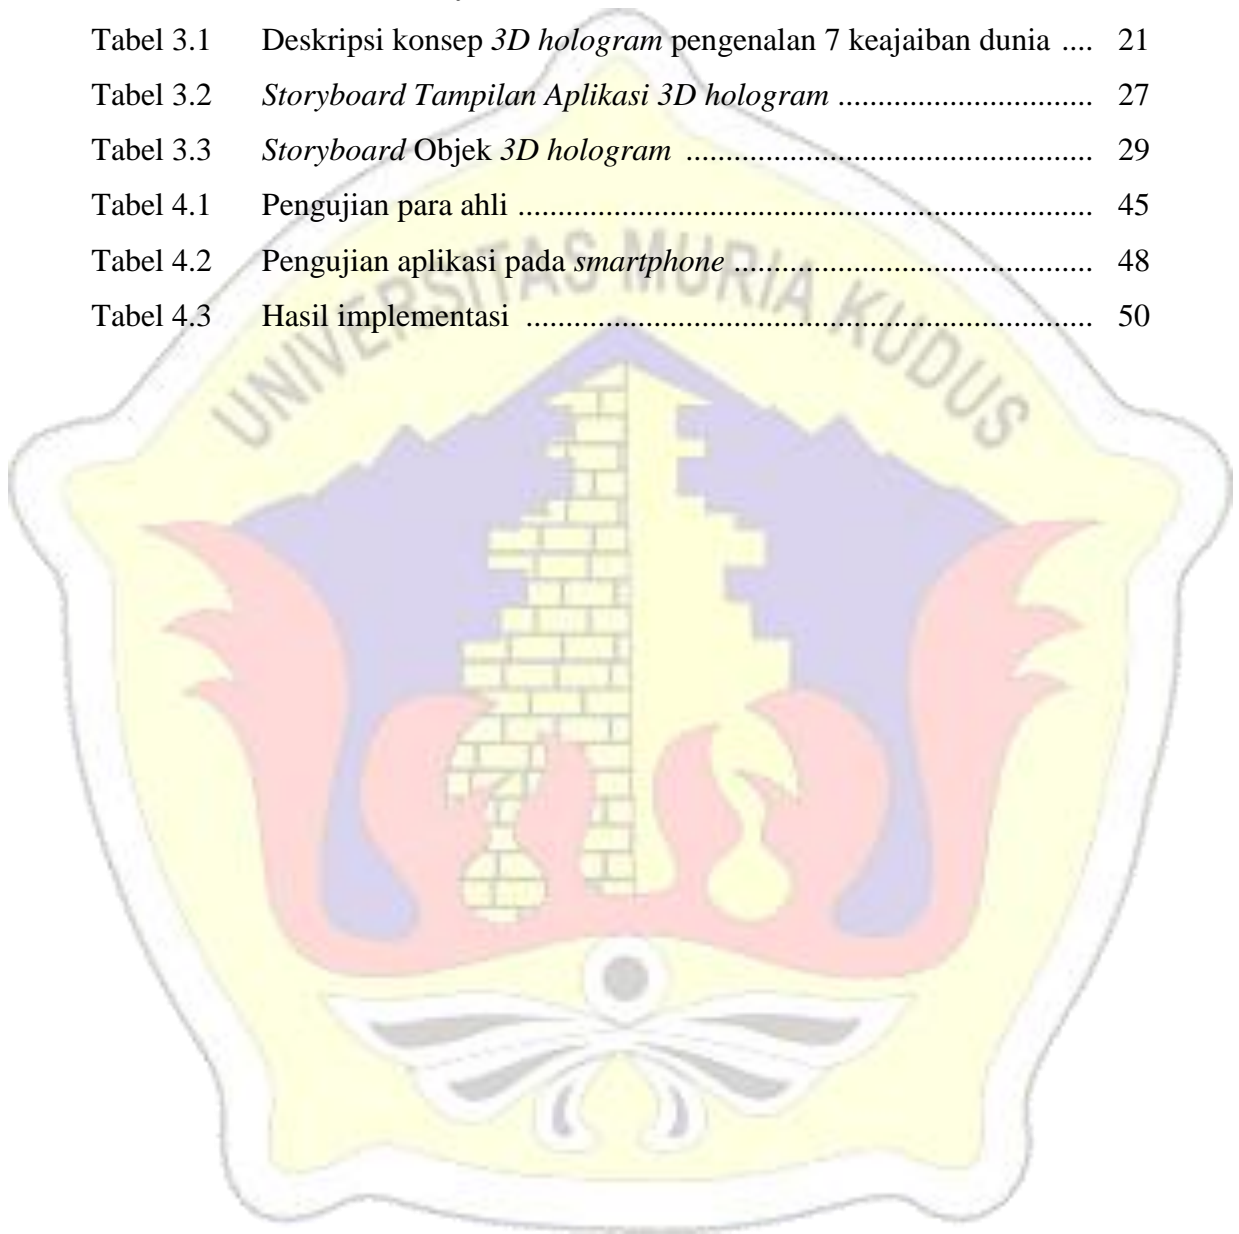 Tabel 3.1 Deskripsi konsep 3D hologram pengenalan 7 keajaiban dunia .... 21
Tabel 3.2 Storyboard Tampilan Aplikasi 3D hologram ........................... 27
Tabel 3.3 Storyboard Objek 3D hologram ........................................... 29
Tabel 4.1 Pengujian para ahli ............................................................. 45
Tabel 4.2 Pengujian aplikasi pada smartphone ...................................... 48
Tabel 4.3 Hasil implementasi ............................................................ 50
UNIVERSITAS MURIA KUDUS